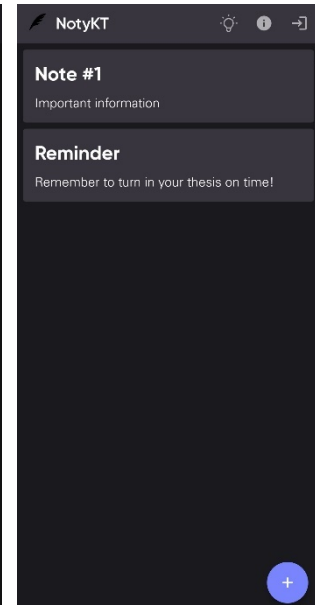 NotyKT
Note #1
Important information
Reminder
Remember to turn in your thesis on time!